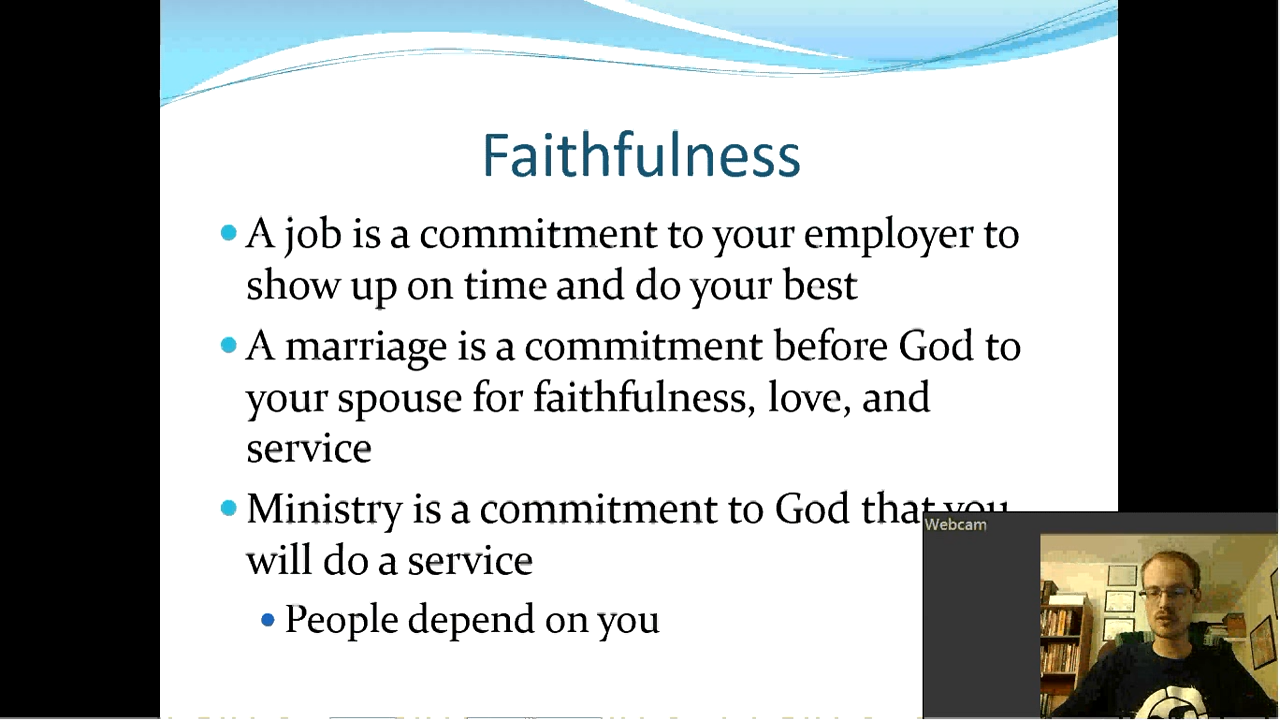 Faithfulness
A job is a commitment to your employer to
show up on time and do your best
A marriage is a commitment before God to
your spouse for faithfulness, love, and
service
Ministry is a commitment to God that you
will do a service
People depend on you
Webcam